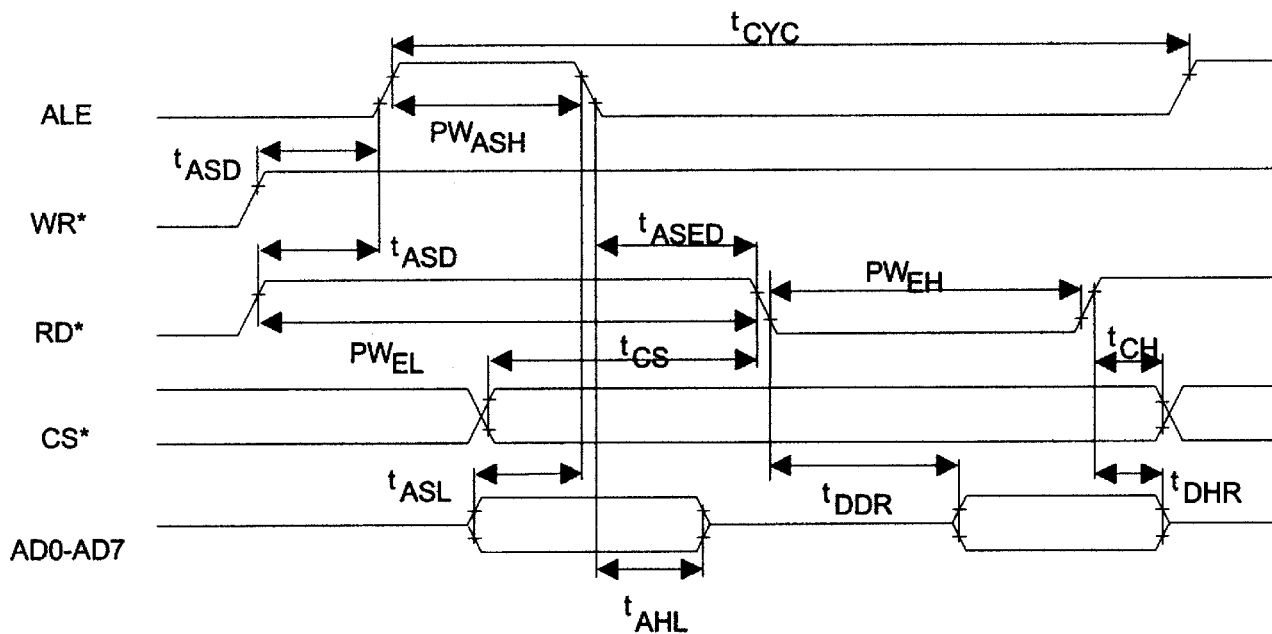 tCYC
ALE
PWASH
tASD
WR*
tASED
tASD
PWEH
RD*
PWEL
tCS
tCH
CS*
tASL
tDDR
tDHR
AD0-AD7
tAHL